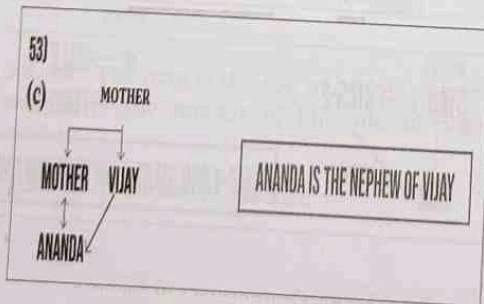 53)
(c) MOTHER
MOTHER VIJAY
ANANDA IS THE NEPHEW OF VIJAY
ANANDA